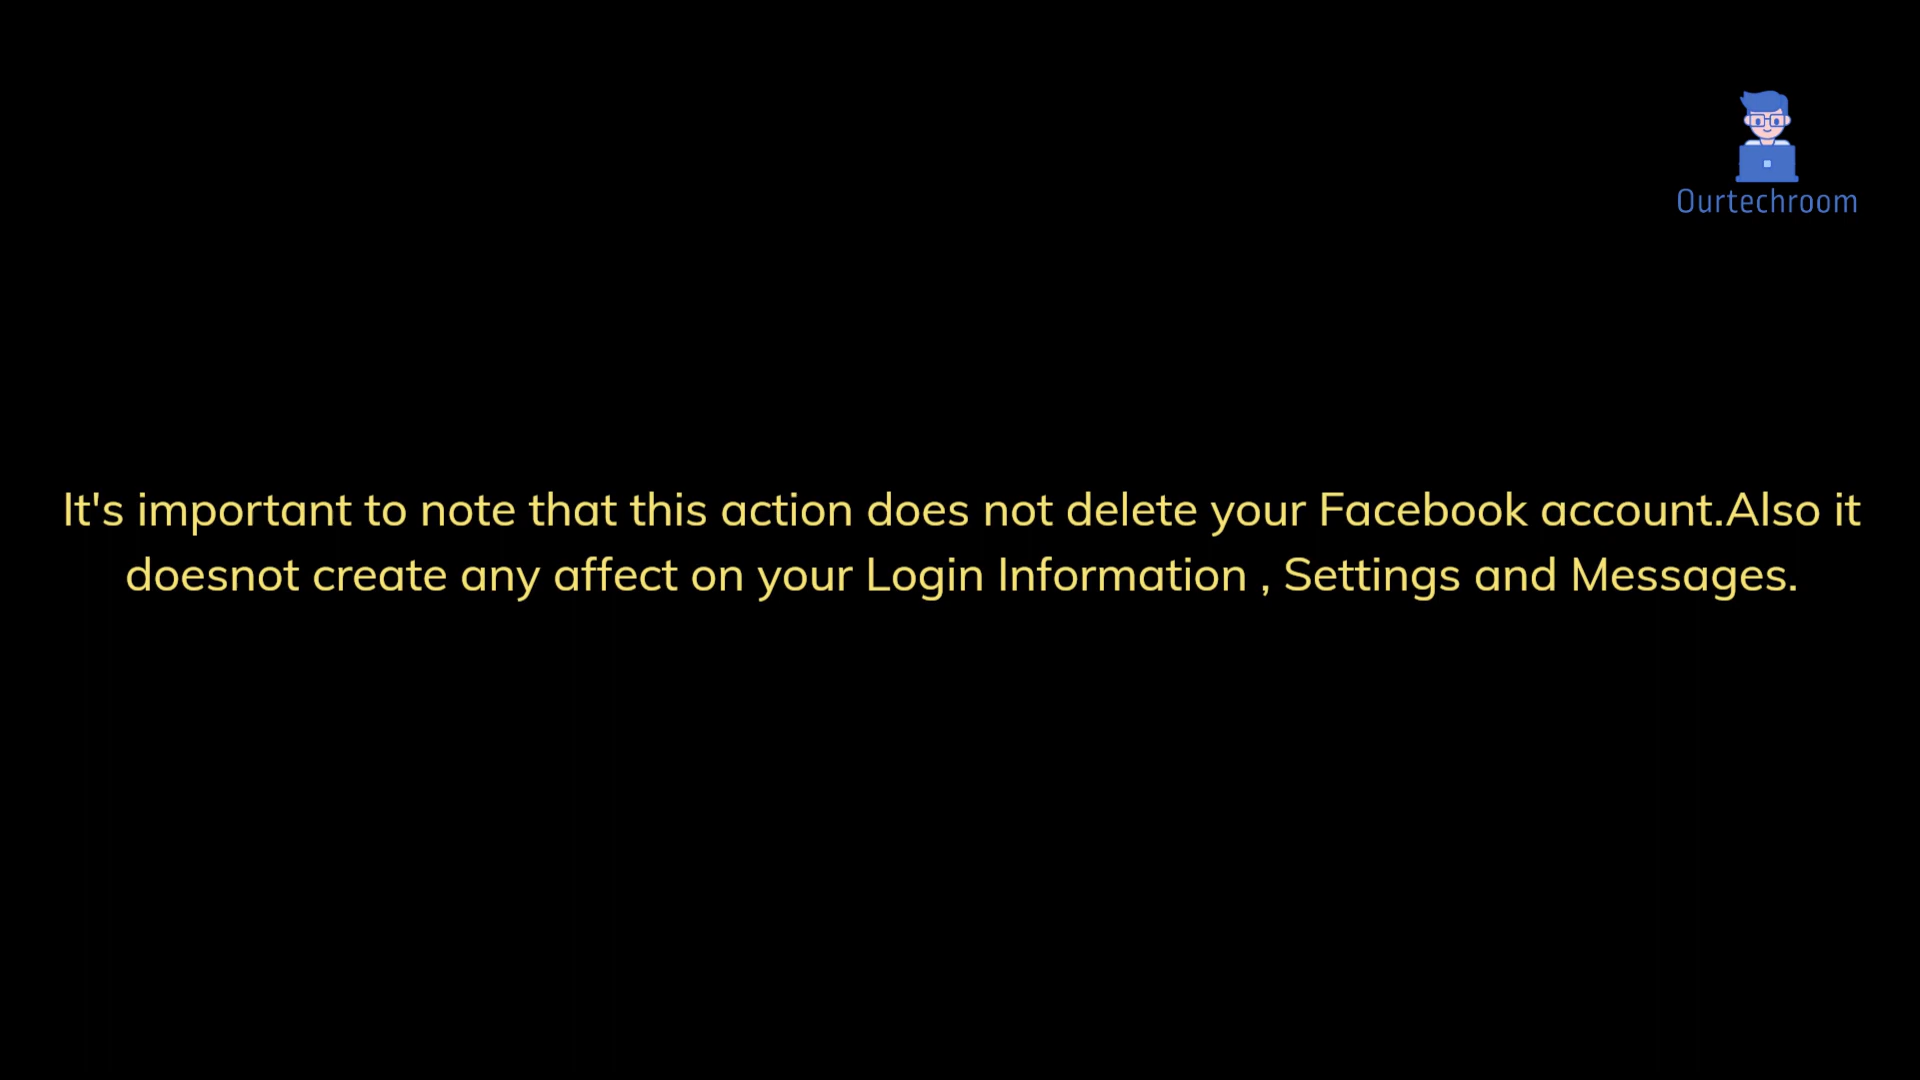 Ourtechroom
It's important to note that this action does not delete your Facebook account.Also it
doesnot create any affect on your Login Information , Settings and Messages.